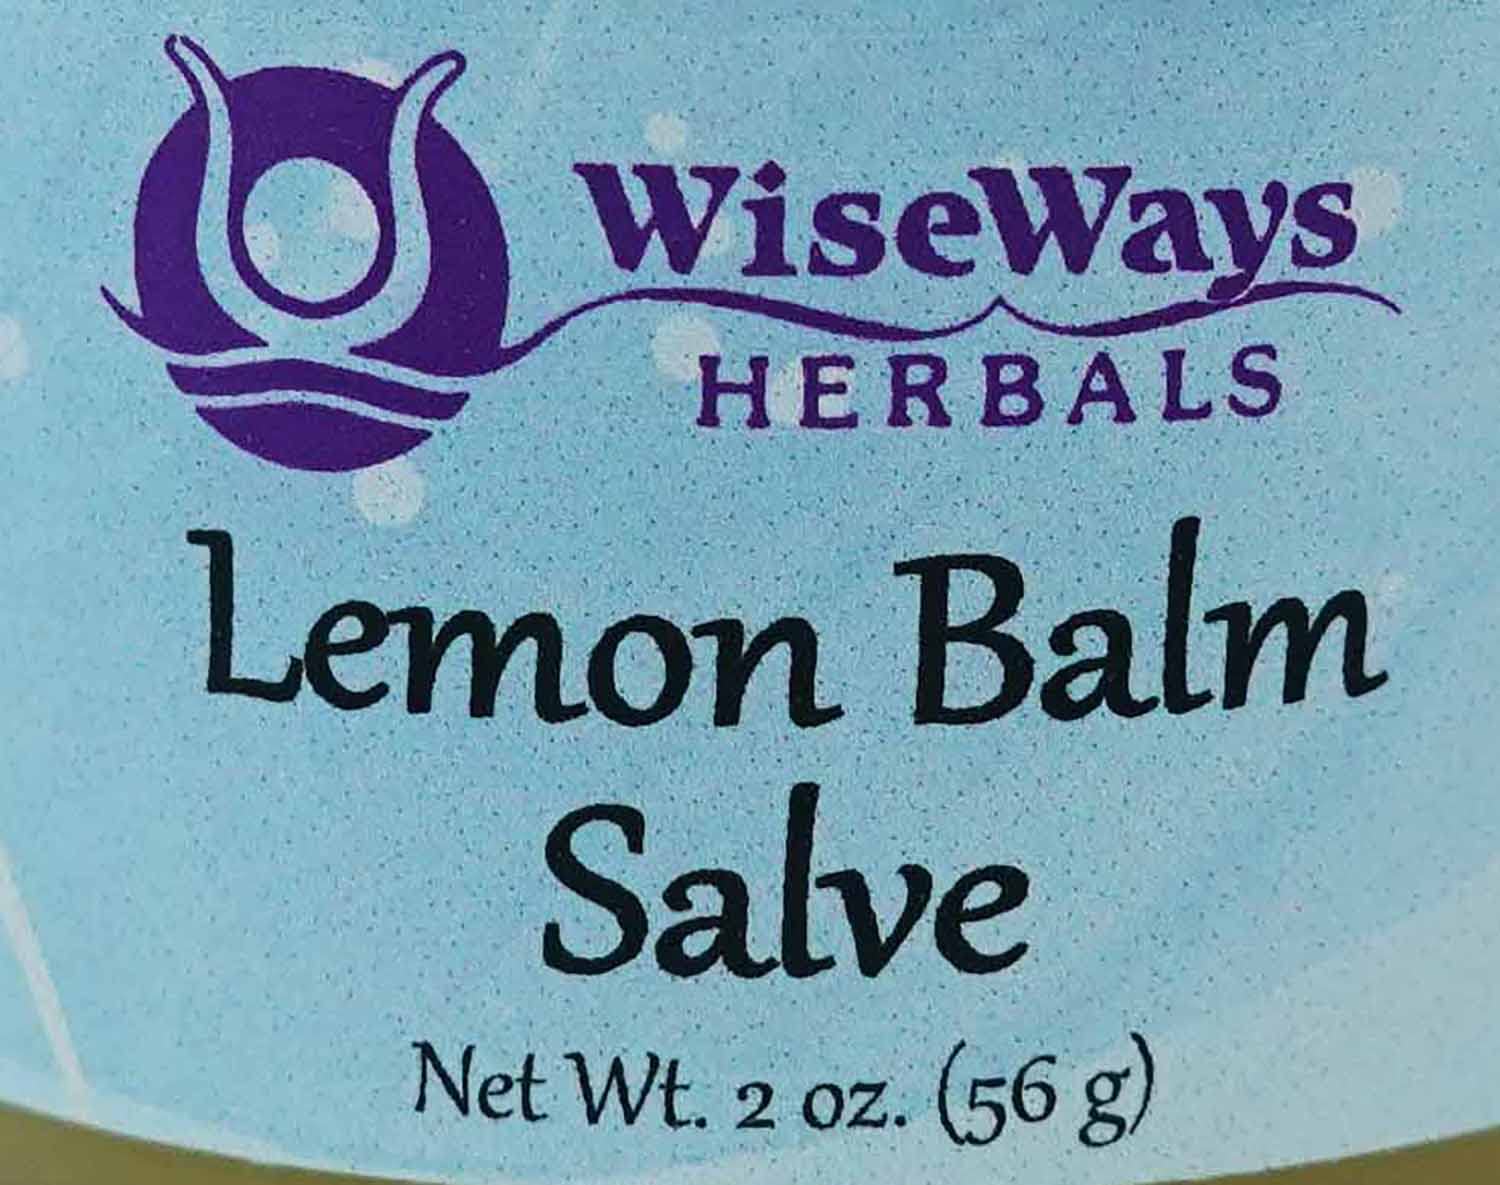 WiseWays
HERBALS
Lemon Balm
Salve
Net Wt. 2 oz. (56 g)